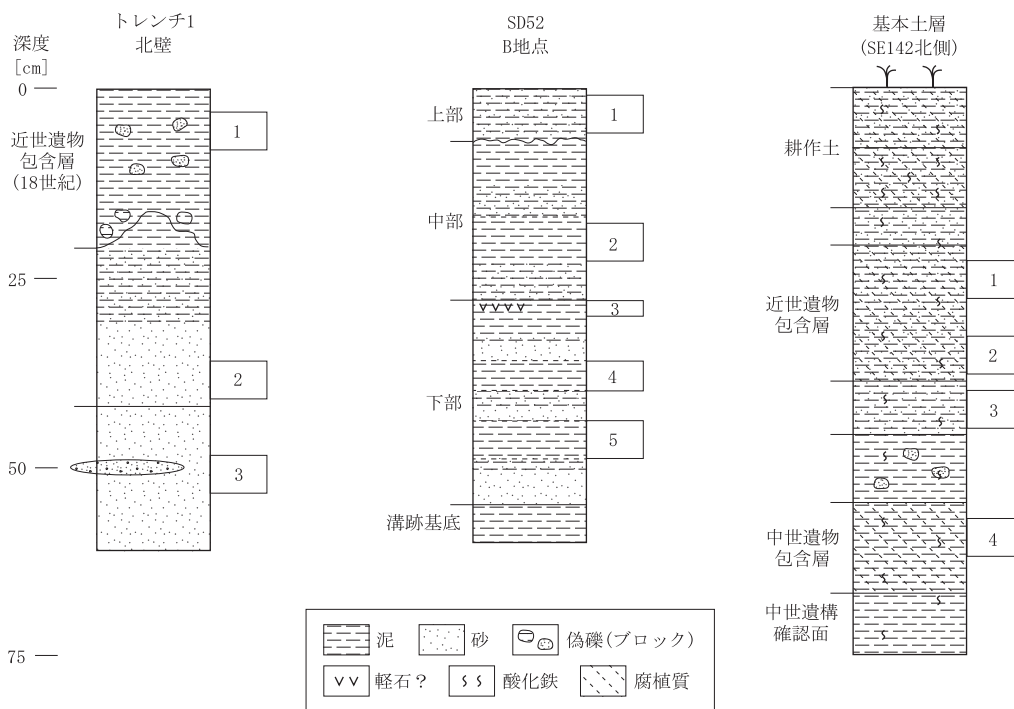 深度
[cm]
0
25
50
75
トレンチ1
北壁
近世遺物
包含層
(18世紀)
1
2
3
SD52
B地点
上部
中部
下部
溝跡基底
1
2
3
4
5
基本土層
(SE142北側)
耕作土
近世遺物
包含層
中世遺物
包含層
中世遺構
確認面
1
2
3
4
泥
砂
偽礫(ブロック)
軽石?
酸化鉄
腐植質